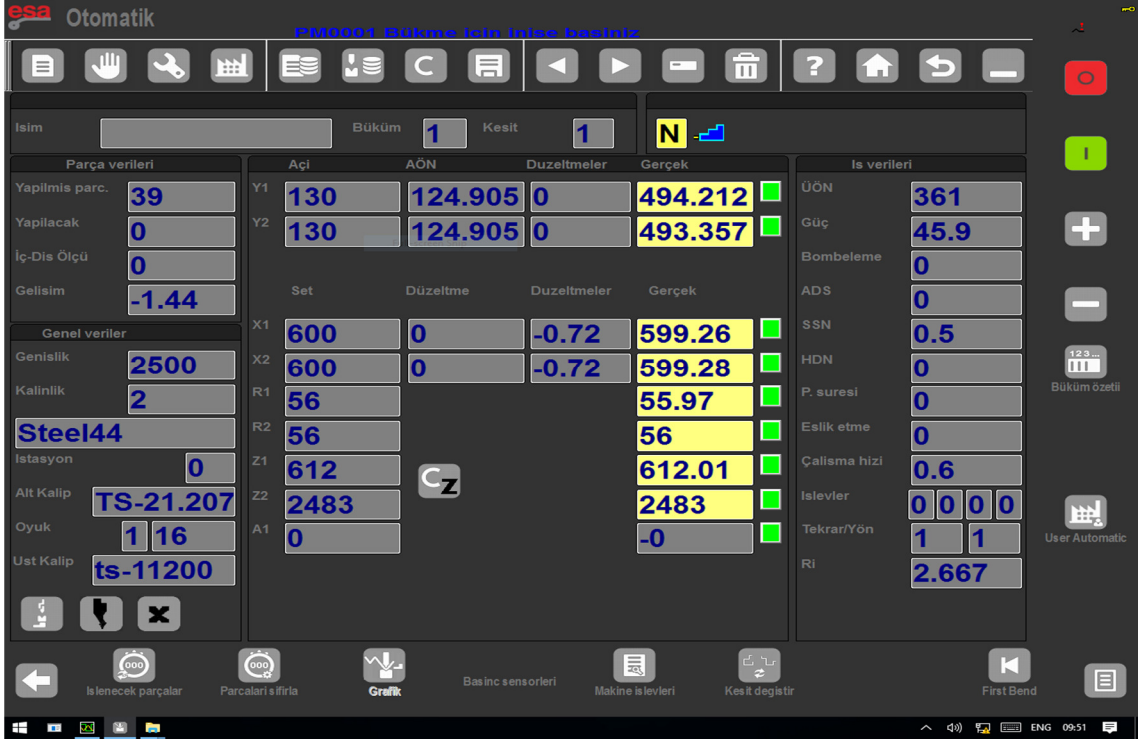 esa Otomatik
PM0001 Bükme icin inise basiniz
C ?
O
Isim Büküm 1 Kesit 1 N
I
Parça verileri Açi AÖN Duzeltmeler Gerçek Is verileri
Yapilmis parc. 39 Y1 130 124.905 0 494.212 ÜÖN 361
Yapilacak 0 Y2 130 124.905 0 493.357 Güç 45.9
İç-Dis Ölçü 0 Bombeleme 0
Gelisim -1.44 Set Düzeltme Duzeltmeler Gerçek ADS 0
Genel veriler X1 600 0 -0.72 599.26 SSN 0.5
Genislik 2500 X2 600 0 -0.72 599.28 HDN 0
123...
Büküm özetii
Kalinlik 2 R1 56 55.97 P. suresi 0
Steel44 R2 56 56 Eslik etme 0
Istasyon 0 Z1 612 Cz 612.01 Çalisma hizi 0.6
Alt Kalip TS-21.207 Z2 2483 2483 Islevler 0 0 0 0
Oyuk 1 16 A1 0 -0 Tekrar/Yön 1 1
User Automatic
Ust Kalip ts-11200 Ri 2.667
000 000
Islenecek parçalar Parcalari sifirla Grafik Basinc sensorleri Makine islevleri Kesit degistir First Bend
ENG 09:51